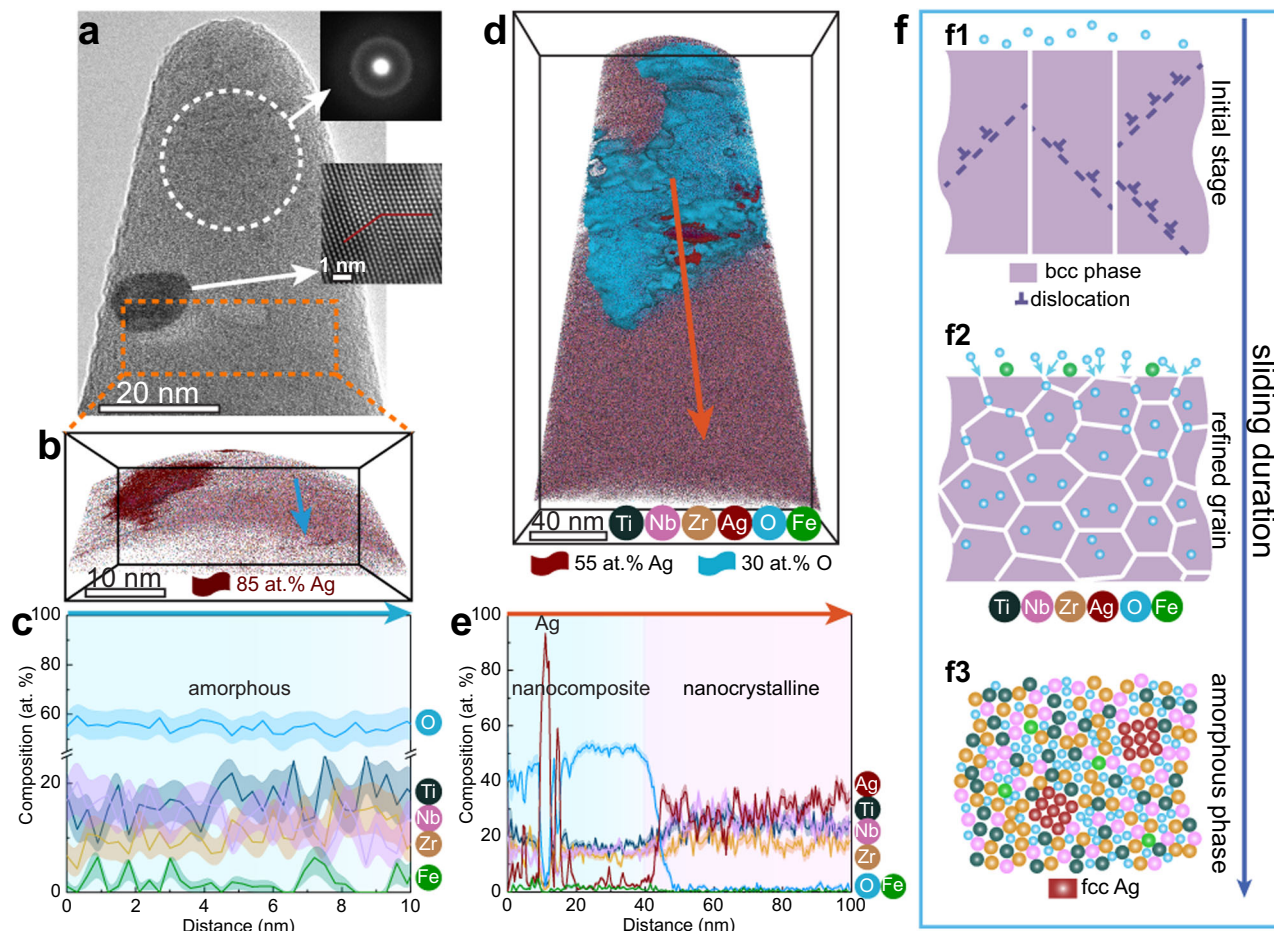 a
1 nm
20 nm
b
10 nm
85 at.% Ag
c
100
80
60
20
0
Composition (at. %)
amorphous
O
Ti
Nb
Zr
Fe
0
2
4
6
8
10
Distance (nm)
d
40 nm
Ti Nb Zr Ag O Fe
55 at.% Ag
30 at.% O
e
100
80
60
40
20
0
Composition (at. %)
Ag
nanocomposite
nanocrystalline
Ag
Ti
Nb
Zr
O Fe
0
20
40
60
80
100
Distance (nm)
f
f1
Initial stage
bcc phase
dislocation
f2
refined grain
Ti Nb Zr Ag O Fe
f3
amorphous phase
fcc Ag
sliding duration